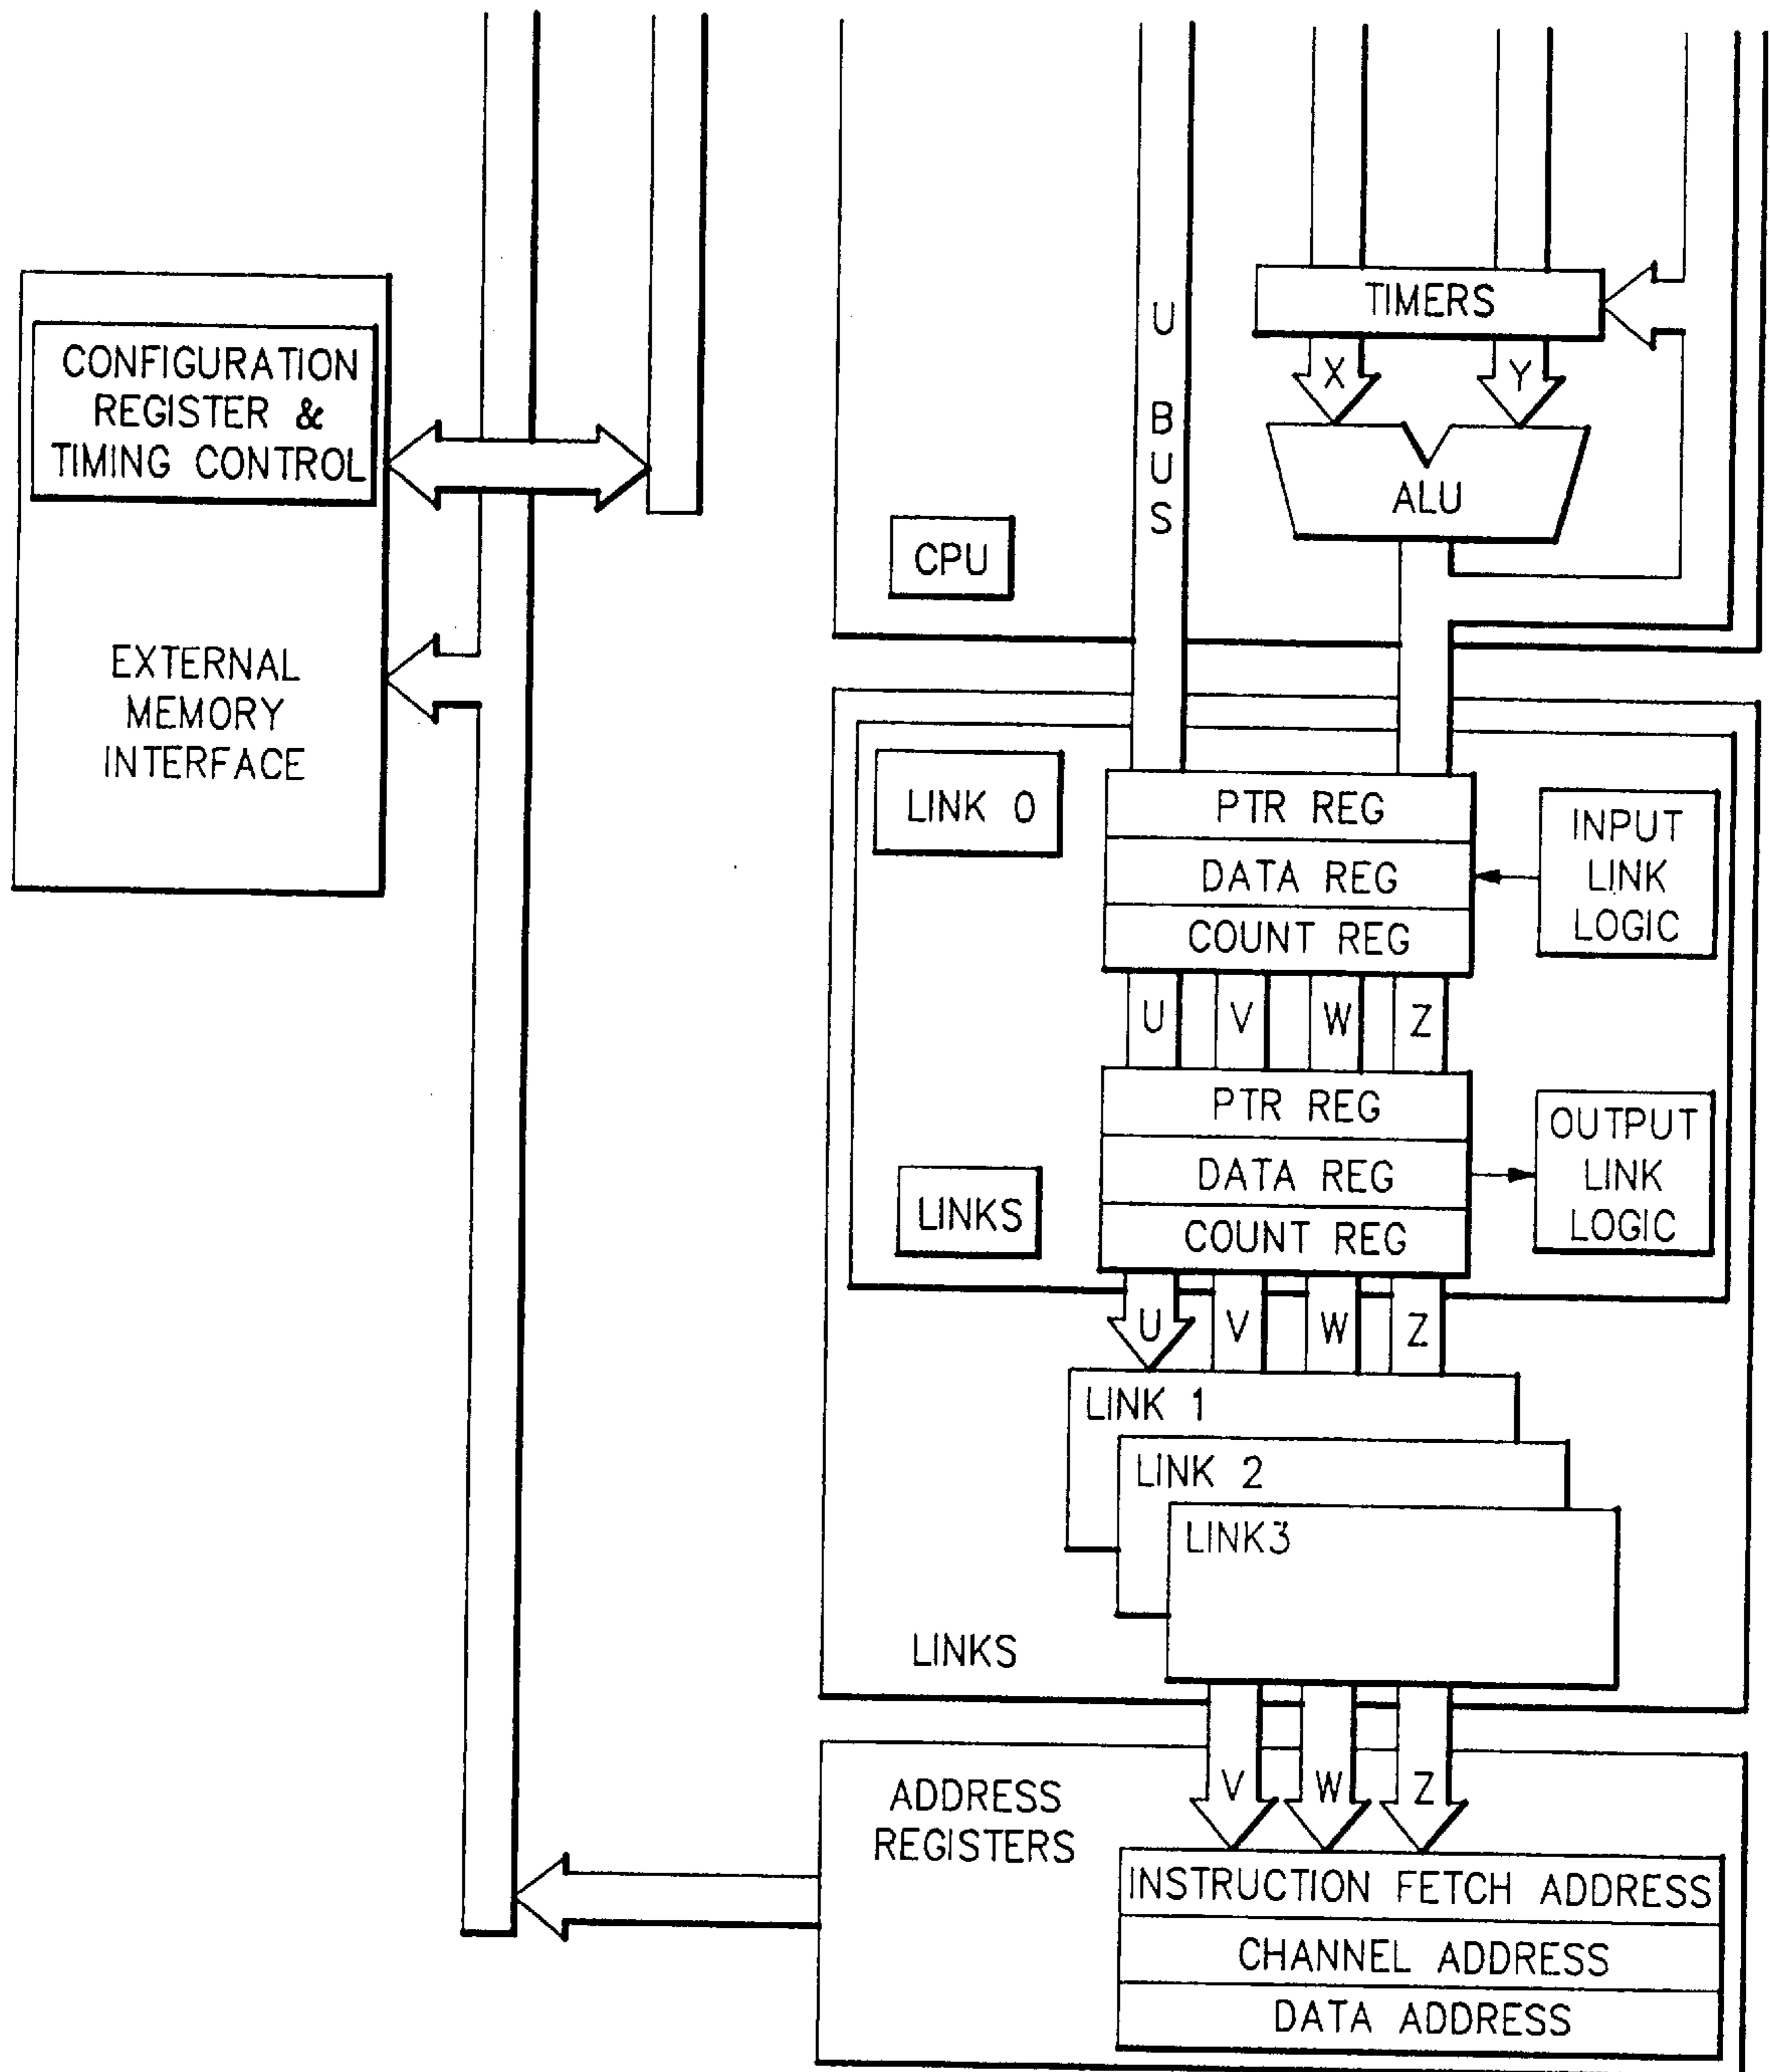 TIMERS
X Y
ALU
U BUS
CPU
CONFIGURATION
REGISTER &
TIMING CONTROL
EXTERNAL
MEMORY
INTERFACE
LINK 0
PTR REG
DATA REG
COUNT REG
INPUT
LINK
LOGIC
U V W Z
PTR REG
DATA REG
COUNT REG
OUTPUT
LINK
LOGIC
LINKS
U V W Z
LINK 1
LINK 2
LINK3
LINKS
V W Z
ADDRESS
REGISTERS
INSTRUCTION FETCH ADDRESS
CHANNEL ADDRESS
DATA ADDRESS